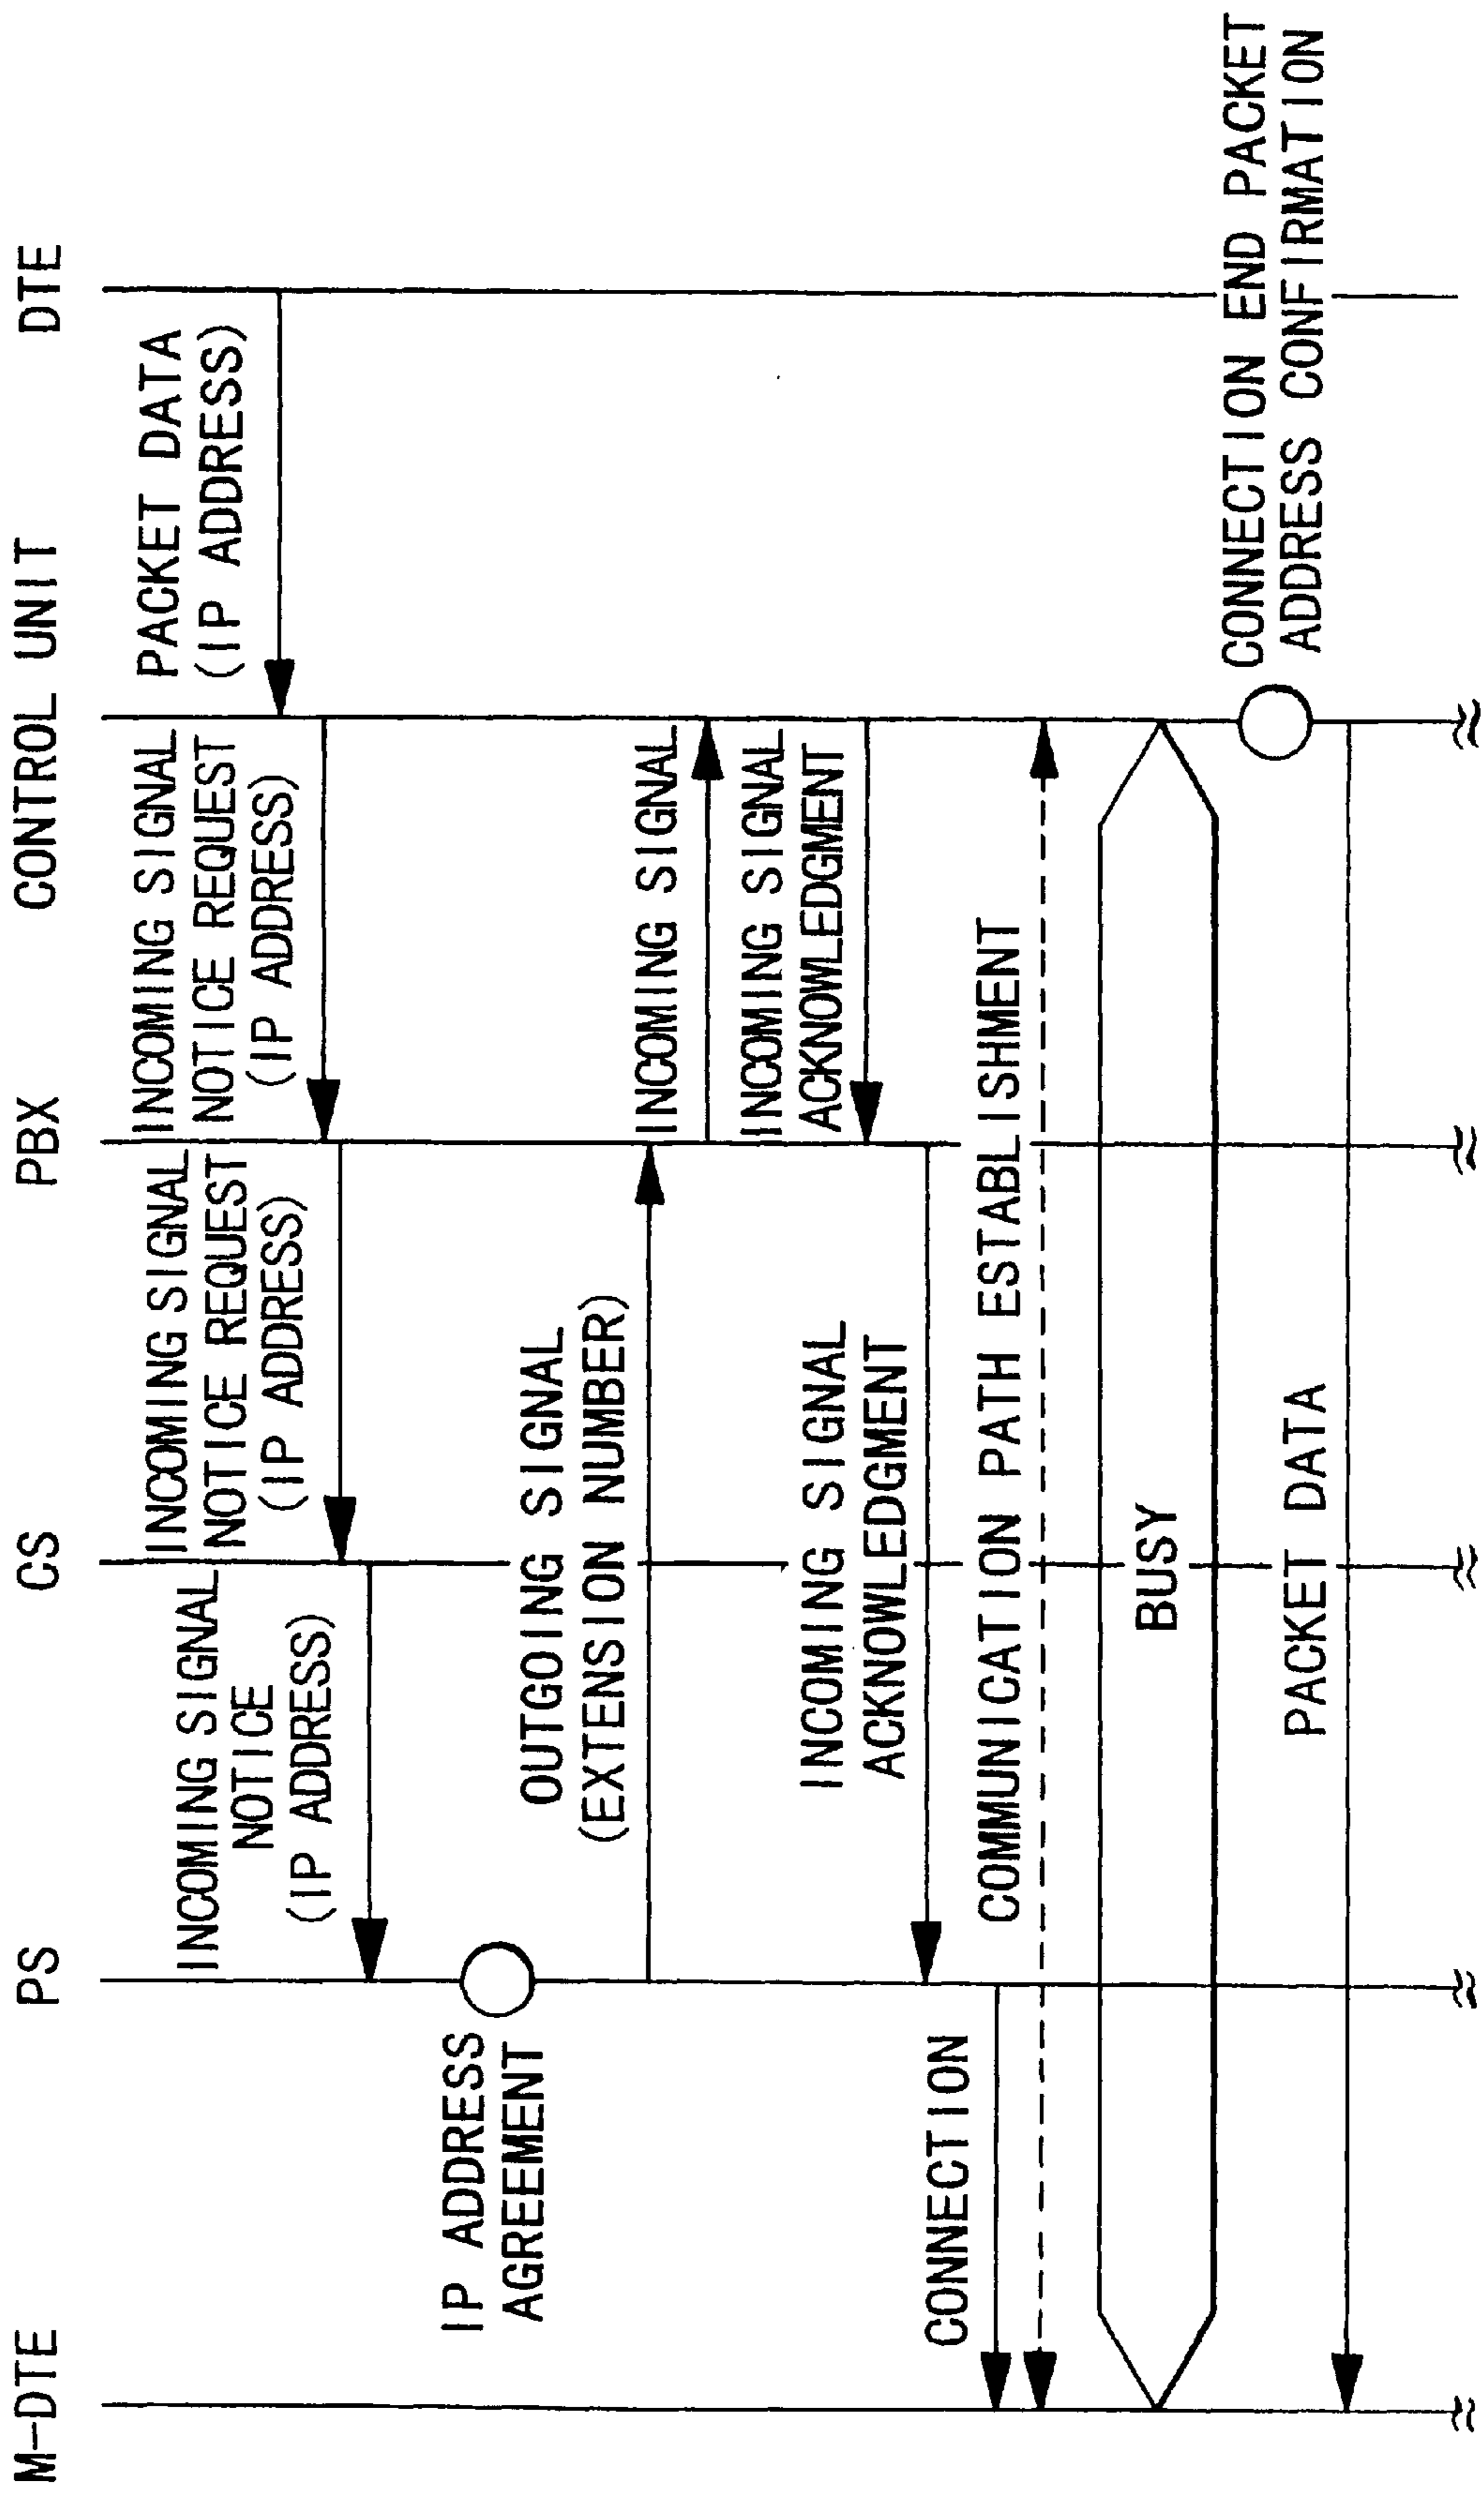 M-DTE
PS
CS
PBX
CONTROL UNIT
DTE
PACKET DATA
(IP ADDRESS)
INCOMING SIGNAL
NOTICE REQUEST
(IP ADDRESS)
INCOMING SIGNAL
NOTICE REQUEST
(IP ADDRESS)
INCOMING SIGNAL
NOTICE
(IP ADDRESS)
IP ADDRESS
AGREEMENT
OUTGOING SIGNAL
(EXTENSION NUMBER)
INCOMING SIGNAL
INCOMING SIGNAL
ACKNOWLEDGMENT
INCOMING SIGNAL
ACKNOWLEDGMENT
CONNECTION
COMMUNICATION PATH ESTABLISHMENT
BUSY
CONNECTION END PACKET
ADDRESS CONFIRMATION
PACKET DATA